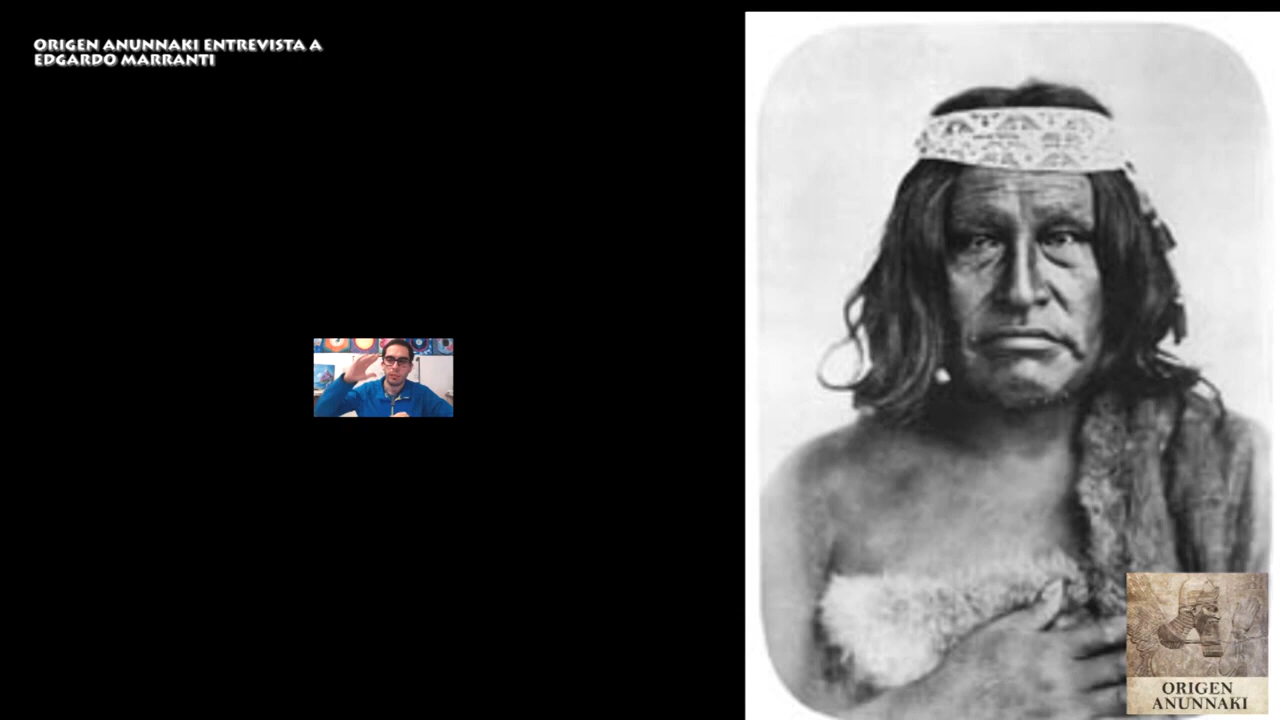 ORIGEN ANUNNAKI ENTREVISTA A
EDGARDO MARRANTI
ORIGEN
ANUNNAKI